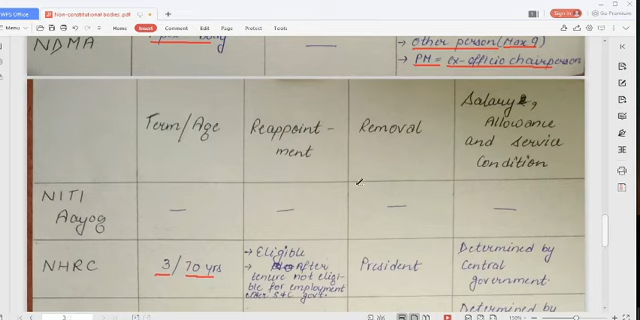 WPS Office
Non-constitutional bodies .pdf
Sign in
Go Premium
Menu
Home
Insert
Comment
Edit
Page
Protect
Tools
NDMA
—
→ Other person (Max 9)
→ PM = ex-officio chairperson
Term/Age
Reappoint-
ment
Removal
Salary,
Allowance
and service
Condition
NITI
Aayog
—
—
—
—
NHRC
3 / 70 yrs
→ Eligible
→ After
tenure not eligi-
ble for employment
President
Determined by
Central
government.
Determined by